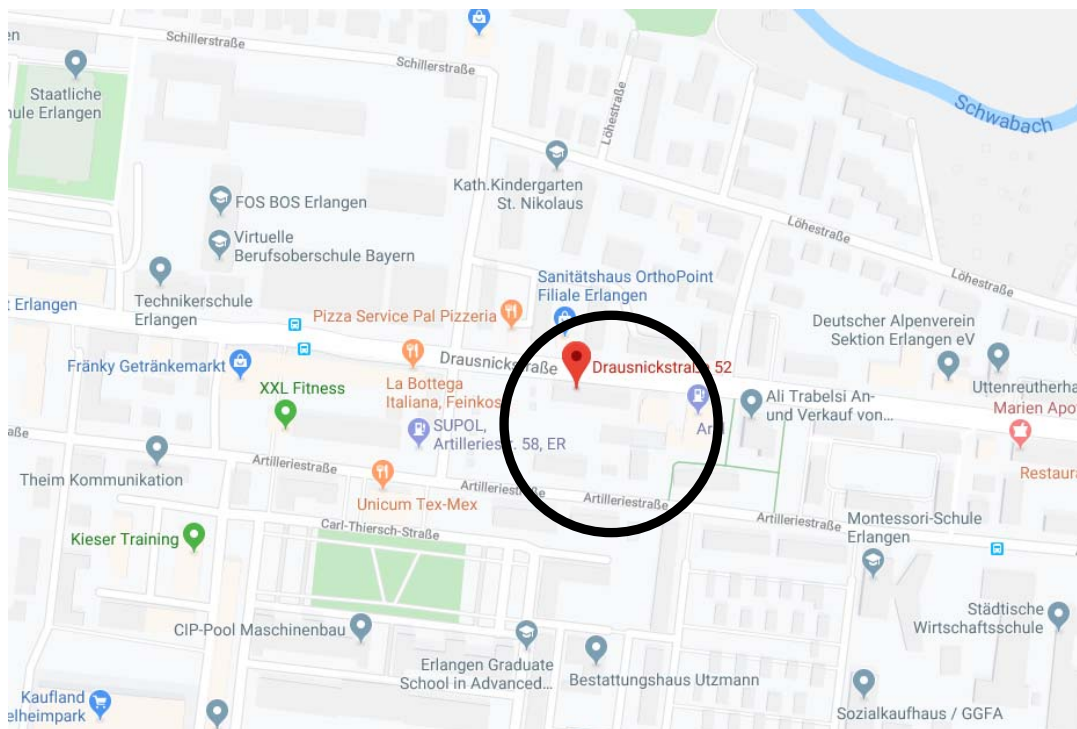 Schillerstraße
Schillerstraße
Staatliche
hule Erlangen
Löhestraße
Schwabach
Kath.Kindergarten
St. Nikolaus
FOS BOS Erlangen
Virtuelle
Berufsoberschule Bayern
Löhestraße
Löhestraße
Technikerschule
Erlangen
t Erlangen
Sanitätshaus OrthoPoint
Filiale Erlangen
Pizza Service Pal Pizzeria
Deutscher Alpenverein
Sektion Erlangen eV
Fränky Getränkemarkt
Drausnickstraße
Drausnickstraße 52
La Bottega
Italiana, Feinkos
XXL Fitness
Uttenreutherha
Ali Trabelsi An-
und Verkauf von...
Marien Apo
SUPOL,
Artilleriestr. 58, ER
Aral
Restaura
aße
Artilleriestraße
Artilleriestraße
Artilleriestraße
Artilleriestraße
Theim Kommunikation
Unicum Tex-Mex
Carl-Thiersch-Straße
Kieser Training
Montessori-Schule
Erlangen
CIP-Pool Maschinenbau
Städtische
Wirtschaftsschule
Erlangen Graduate
School in Advanced...
Bestattungshaus Utzmann
Kaufland
elheimpark
Sozialkaufhaus / GGFA